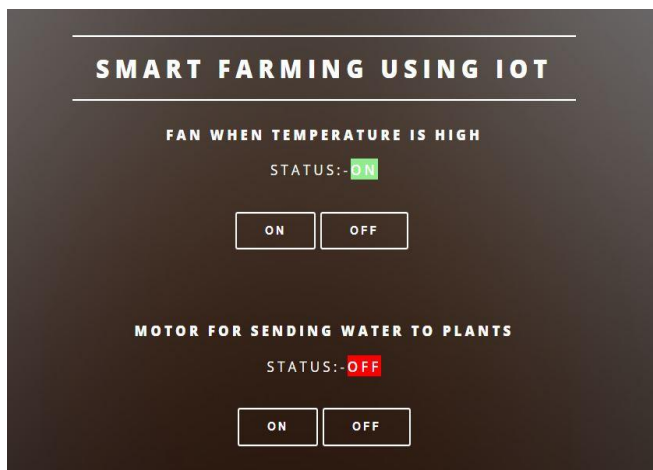 SMART FARMING USING IOT
FAN WHEN TEMPERATURE IS HIGH
STATUS:-ON
ON OFF
MOTOR FOR SENDING WATER TO PLANTS
STATUS:-OFF
ON OFF